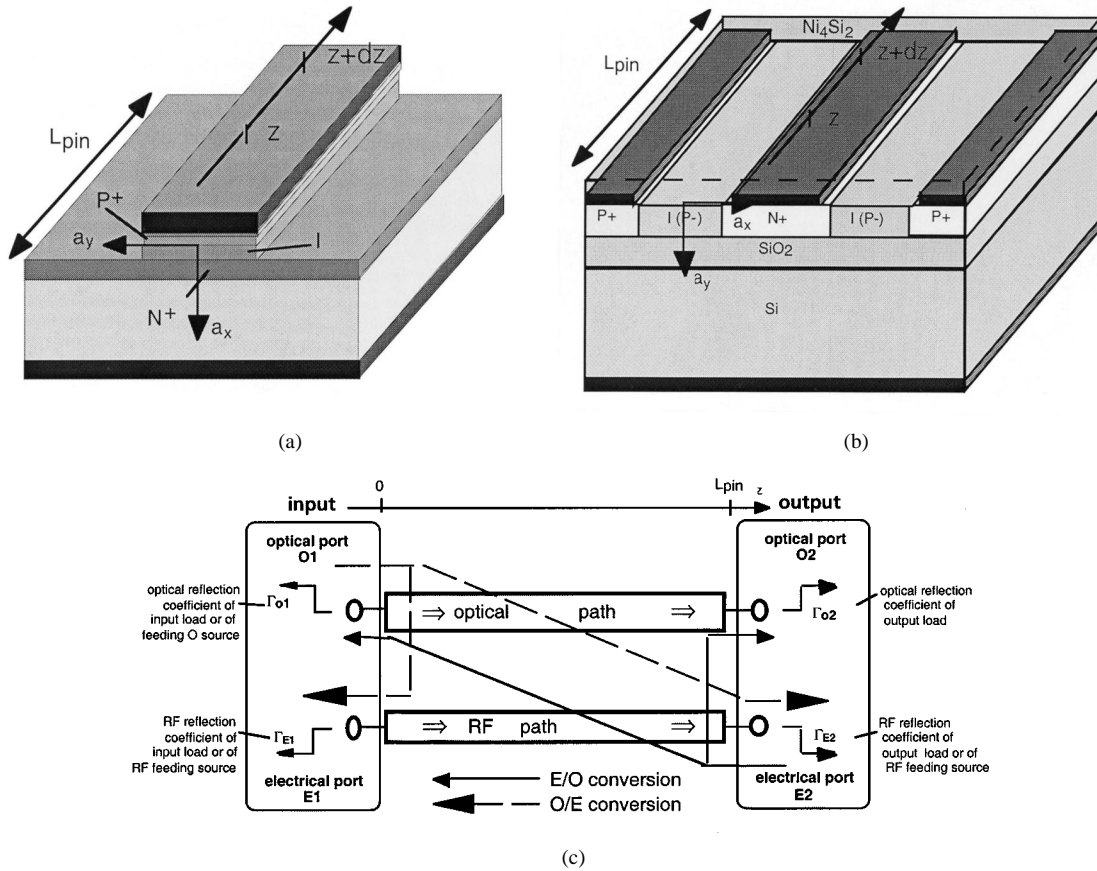 z+dz
Lpin
z
P+
ay
I
N+
ax
(a)
Ni4Si2
z+dz
Lpin
z
P+
I (P-)
N+
I (P-)
P+
ax
SiO2
ay
Si
(b)
0
Lpin
z
input
output
optical port
O1
optical port
O2
optical reflection
coefficient of
input load or of
feeding O source
ΓO1
⇒ optical path ⇒
ΓO2
optical reflection
coefficient of
output load
RF reflection
coefficient of
input load or of
RF feeding source
ΓE1
⇒ RF path ⇒
ΓE2
RF reflection
coefficient of
output load or of
RF feeding source
electrical port
E1
electrical port
E2
E/O conversion
O/E conversion
(c)